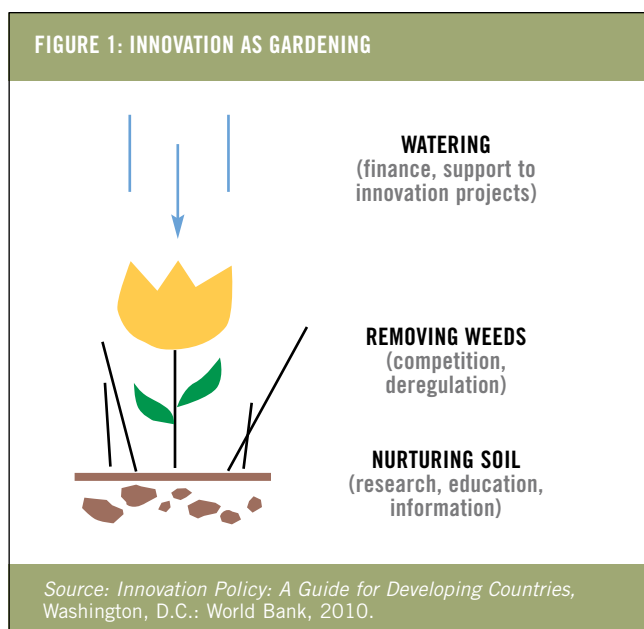 FIGURE 1: INNOVATION AS GARDENING
WATERING
(finance, support to
innovation projects)
REMOVING WEEDS
(competition,
deregulation)
NURTURING SOIL
(research, education,
information)
Source: Innovation Policy: A Guide for Developing Countries,
Washington, D.C.: World Bank, 2010.